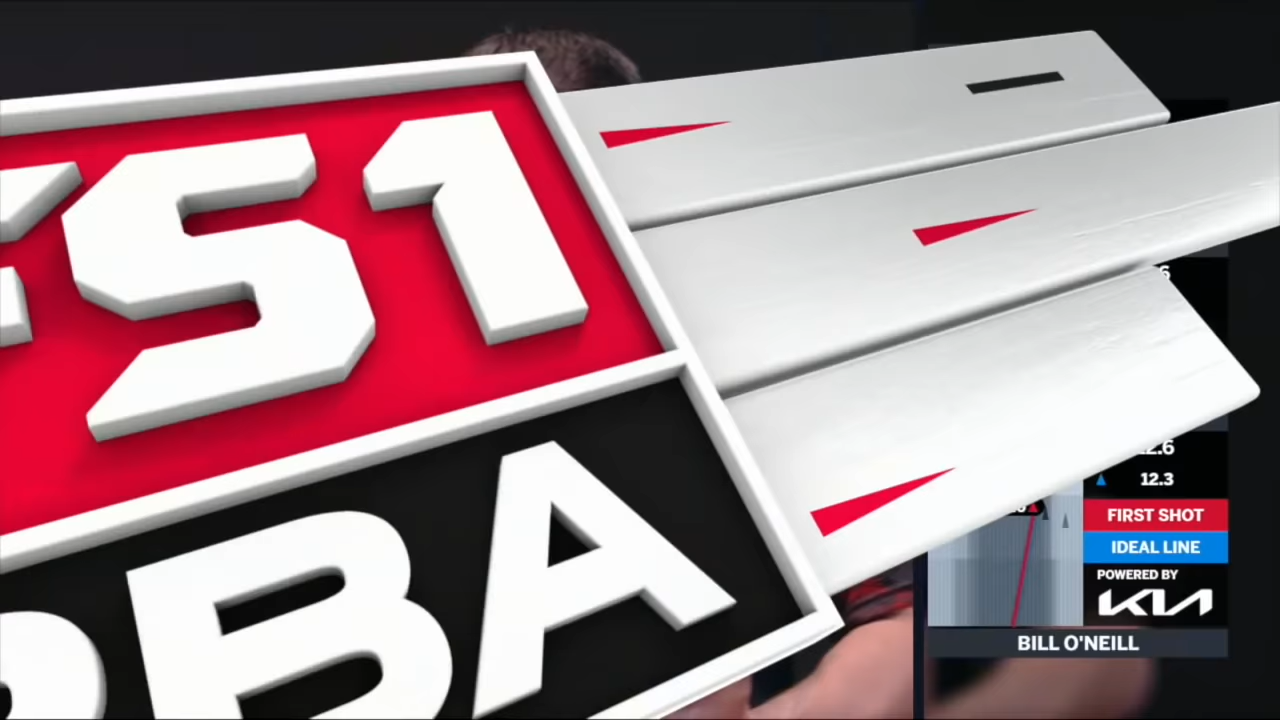 FS1
PBA
12.6
12.3
FIRST SHOT
IDEAL LINE
POWERED BY
KIA
BILL O'NEILL